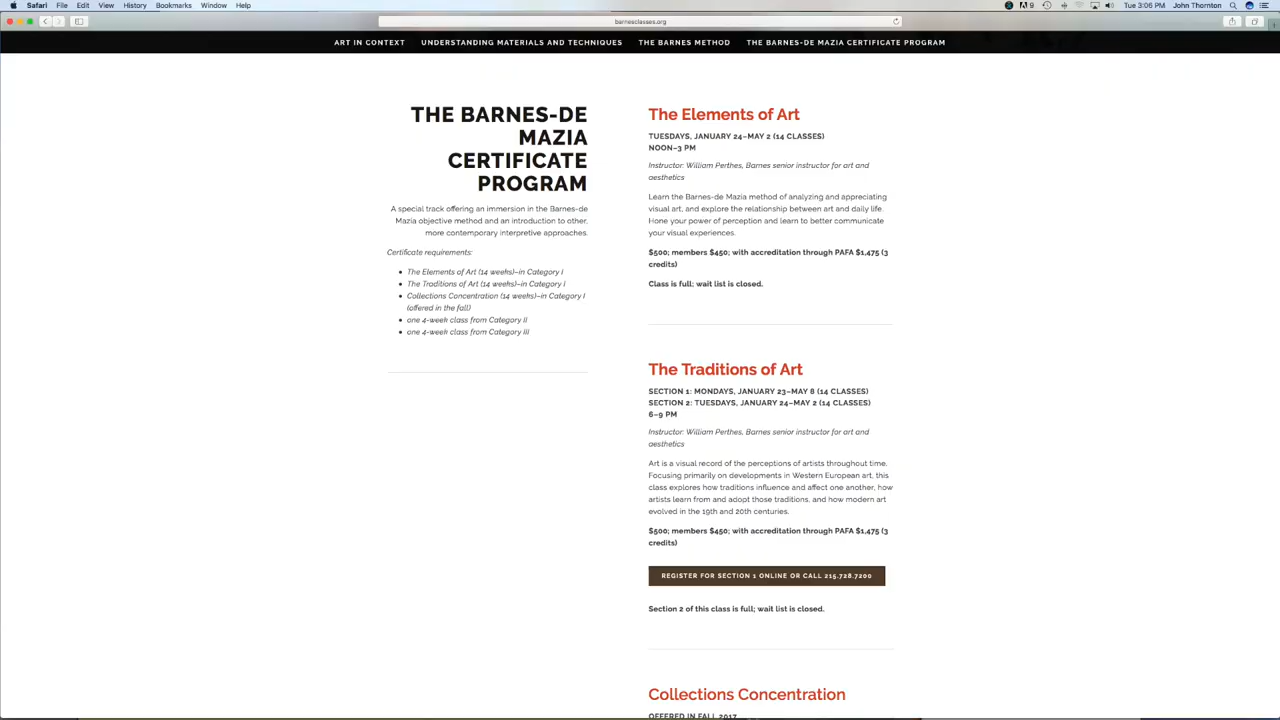 Safari File Edit View History Bookmarks Window Help
9 Tue 3:06 PM John Thornton
barnesclasses.org
ART IN CONTEXT UNDERSTANDING MATERIALS AND TECHNIQUES THE BARNES METHOD THE BARNES-DE MAZIA CERTIFICATE PROGRAM
THE BARNES-DE
MAZIA
CERTIFICATE
PROGRAM
A special track offering an immersion in the Barnes-de
Mazia objective method and an introduction to other,
more contemporary interpretive approaches.
Certificate requirements:
• The Elements of Art (14 weeks)–in Category I
• The Traditions of Art (14 weeks)–in Category I
• Collections Concentration (14 weeks)–in Category I
(offered in the fall)
• one 4-week class from Category II
• one 4-week class from Category III
The Elements of Art
TUESDAYS, JANUARY 24–MAY 2 (14 CLASSES)
NOON–3 PM
Instructor: William Perthes, Barnes senior instructor for art and
aesthetics
Learn the Barnes-de Mazia method of analyzing and appreciating
visual art, and explore the relationship between art and daily life.
Hone your power of perception and learn to better communicate
your visual experiences.
$500; members $450; with accreditation through PAFA $1,475 (3
credits)
Class is full; wait list is closed.
The Traditions of Art
SECTION 1: MONDAYS, JANUARY 23–MAY 8 (14 CLASSES)
SECTION 2: TUESDAYS, JANUARY 24–MAY 2 (14 CLASSES)
6–9 PM
Instructor: William Perthes, Barnes senior instructor for art and
aesthetics
Art is a visual record of the perceptions of artists throughout time.
Focusing primarily on developments in Western European art, this
class explores how traditions influence and affect one another, how
artists learn from and adopt those traditions, and how modern art
evolved in the 19th and 20th centuries.
$500; members $450; with accreditation through PAFA $1,475 (3
credits)
REGISTER FOR SECTION 1 ONLINE OR CALL 215.728.7200
Section 2 of this class is full; wait list is closed.
Collections Concentration
OFFERED IN FALL 2017